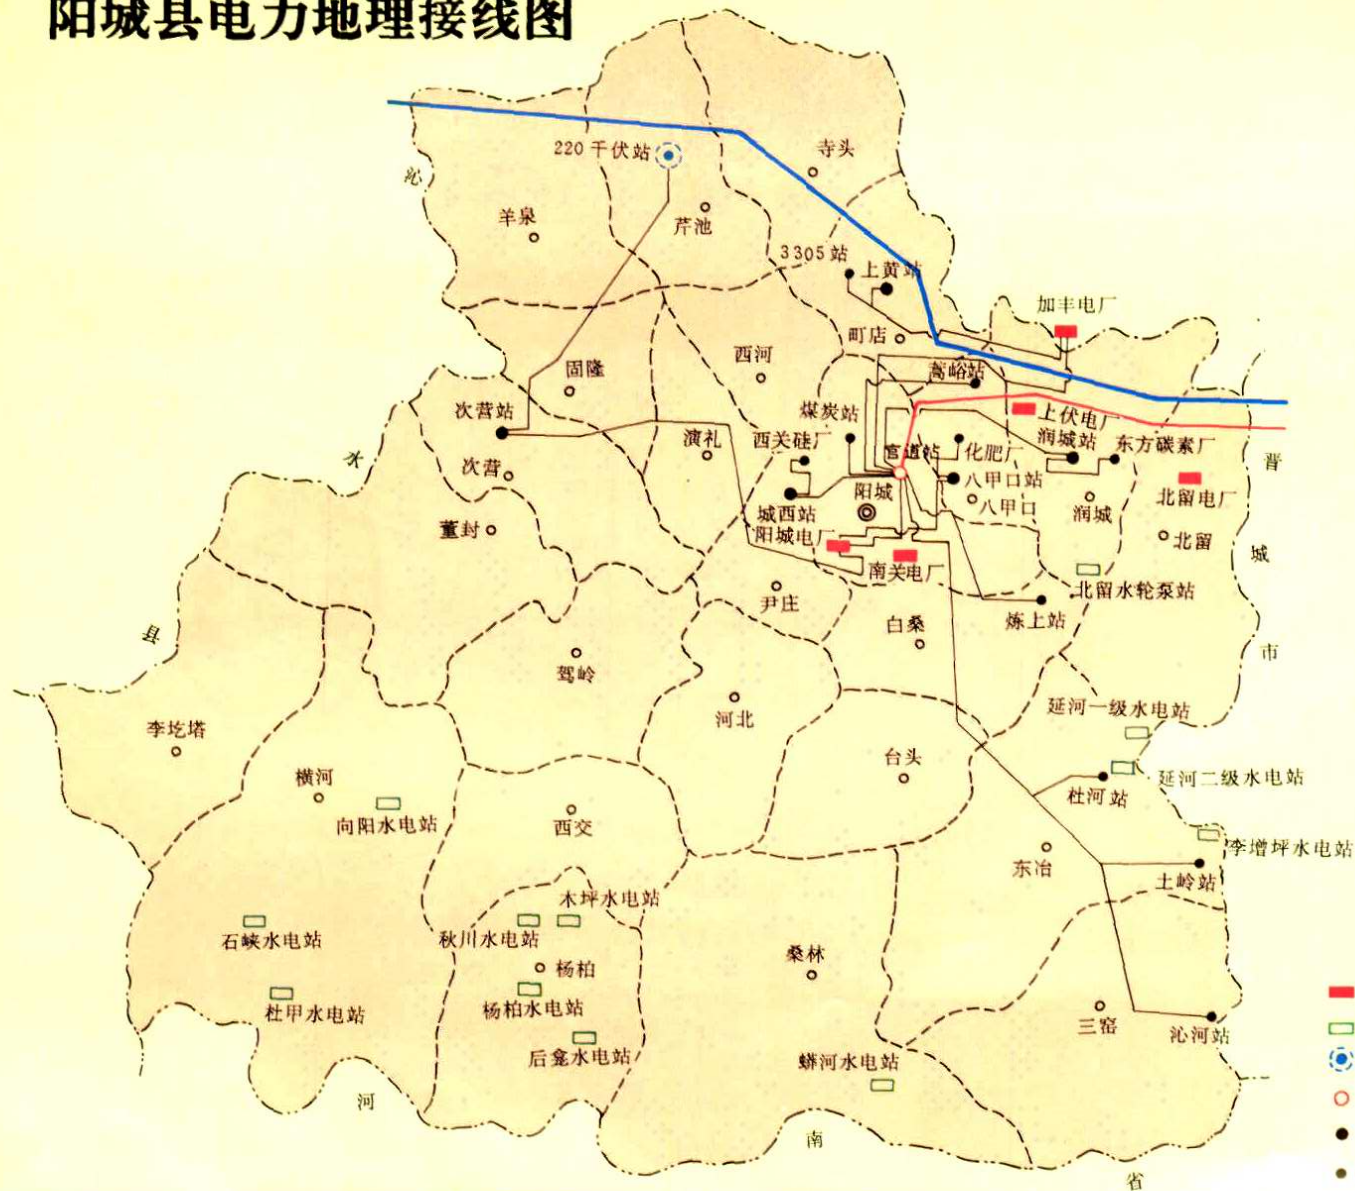 阳城县电力地理接线图
220千伏站
寺头
沁
羊泉
芹池
3305站
上黄站
加丰电厂
町店
西河
固隆
蒿峪站
次营站
煤炭站
上伏电厂
演礼
西关硅厂
官道站
化肥厂
润城站
东方碳素厂
水
次营
晋
八甲口站
阳城
八甲口
北留电厂
城西站
润城
董封
阳城电厂
北留
城
南关电厂
北留水轮泵站
尹庄
炼上站
白桑
县
市
驾岭
河北
延河一级水电站
李圪塔
台头
横河
延河二级水电站
杜河站
向阳水电站
西交
李增坪水电站
东冶
土岭站
木坪水电站
石峡水电站
秋川水电站
桑林
杨柏
杜甲水电站
杨柏水电站
三窑
沁河站
后龛水电站
蟒河水电站
河
南
省